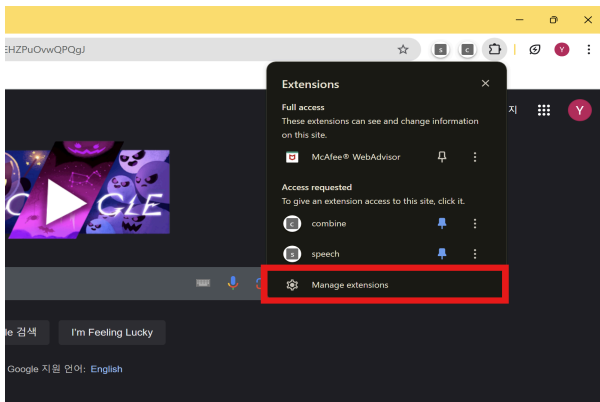 EHZPuOvwQPQgJ
s
c
Y
Extensions
Full access
These extensions can see and change information
on this site.
McAfee® WebAdvisor
Access requested
To give an extension access to this site, click it.
c combine
s speech
Manage extensions
지
Y
GLE
검색
I'm Feeling Lucky
Google 지원 언어: English